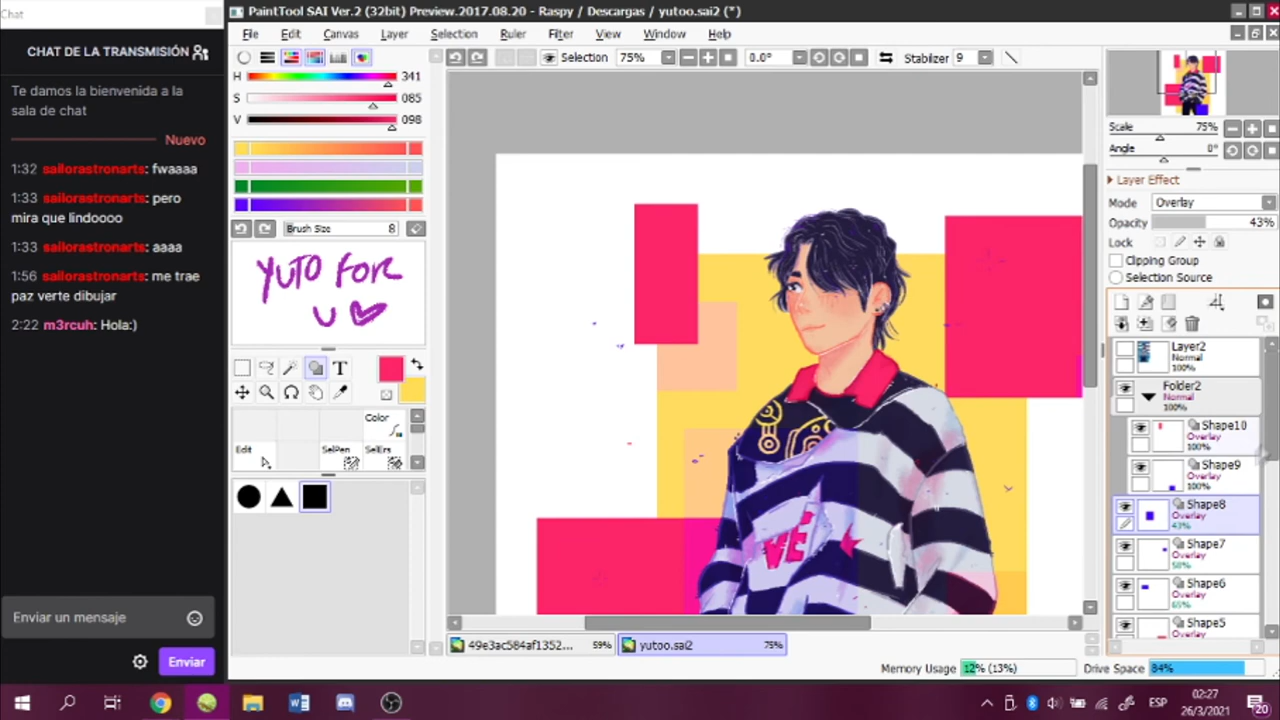 Chat
CHAT DE LA TRANSMISIÓN
Te damos la bienvenida a la
sala de chat
Nuevo
1:32 sailorastronarts: fwaaaa
1:33 sailorastronarts: pero
mira que lindoooo
1:33 sailorastronarts: aaaa
1:56 sailorastronarts: me trae
paz verte dibujar
2:22 m3rcuh: Hola:)
Enviar un mensaje
Enviar
PaintTool SAI Ver.2 (32bit) Preview.2017.08.20 - Raspy / Descargas / yutoo.sai2 (*)
File Edit Canvas Layer Selection Ruler Filter View Window Help
Selection 75% 0.0° Stabilizer 9
H 341
S 085
V 098
Brush Size 8
YUTO FOR
U
T
Color
Edit SelPen SelErs
VE
49e3ac584af1352... 59% yutoo.sai2 75%
Scale 75%
Angle 0°
Layer Effect
Mode Overlay
Opacity 43%
Lock
Clipping Group
Selection Source
Layer2
Normal
100%
Folder2
Normal
100%
Shape10
Overlay
100%
Shape9
Overlay
100%
Shape8
Overlay
43%
Shape7
Overlay
58%
Shape6
Overlay
65%
Shape5
Memory Usage 12% (13%) Drive Space 84%
ESP
02:27
26/3/2021
20